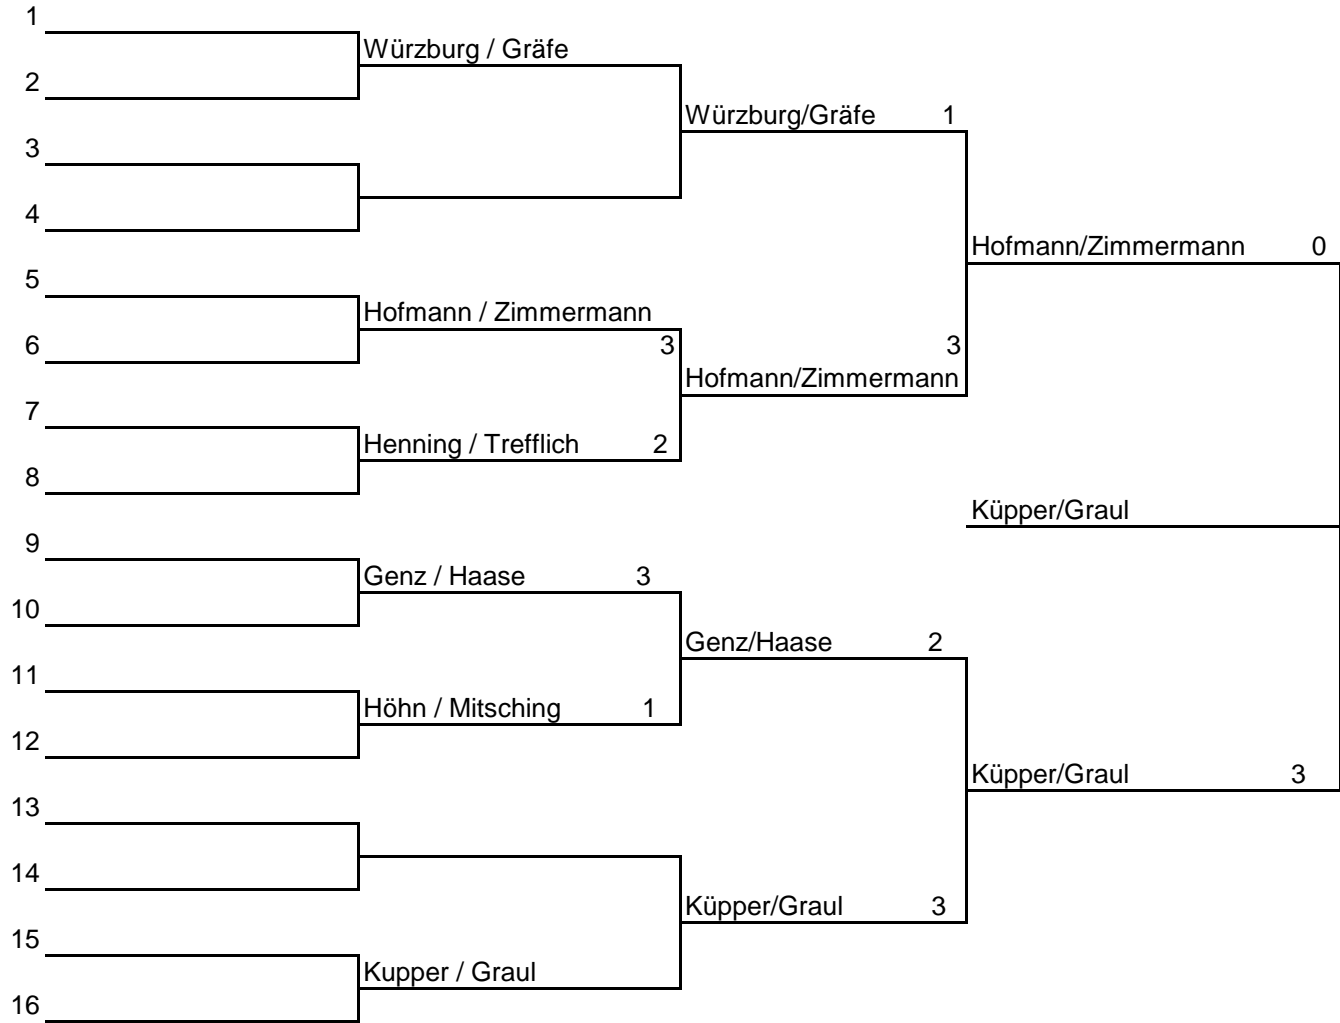 1
Würzburg / Gräfe
2
Würzburg/Gräfe 1
3
4
Hofmann/Zimmermann 0
5
Hofmann / Zimmermann
6
3
3
Hofmann/Zimmermann
7
Henning / Trefflich 2
8
Küpper/Graul
9
Genz / Haase 3
10
Genz/Haase 2
11
Höhn / Mitsching 1
12
Küpper/Graul 3
13
14
Küpper/Graul 3
15
Kupper / Graul
16